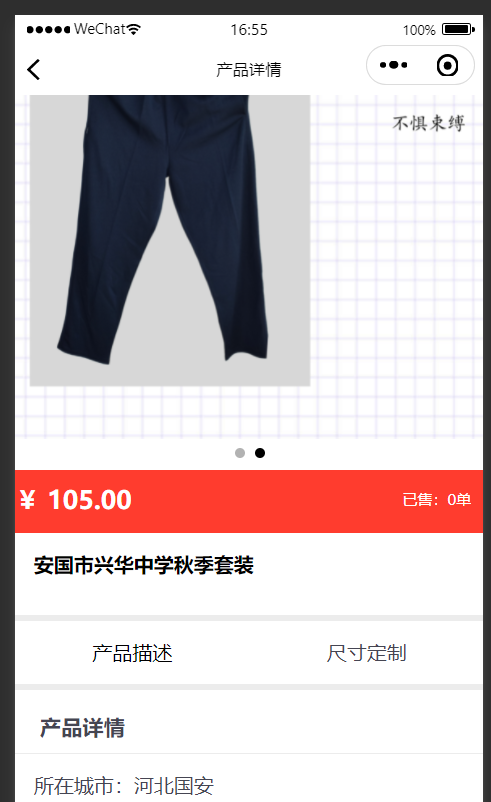 WeChat 16:55 100%
产品详情
不惧束缚
¥ 105.00 已售：0单
安国市兴华中学秋季套装
产品描述 尺寸定制
产品详情
所在城市：河北国安